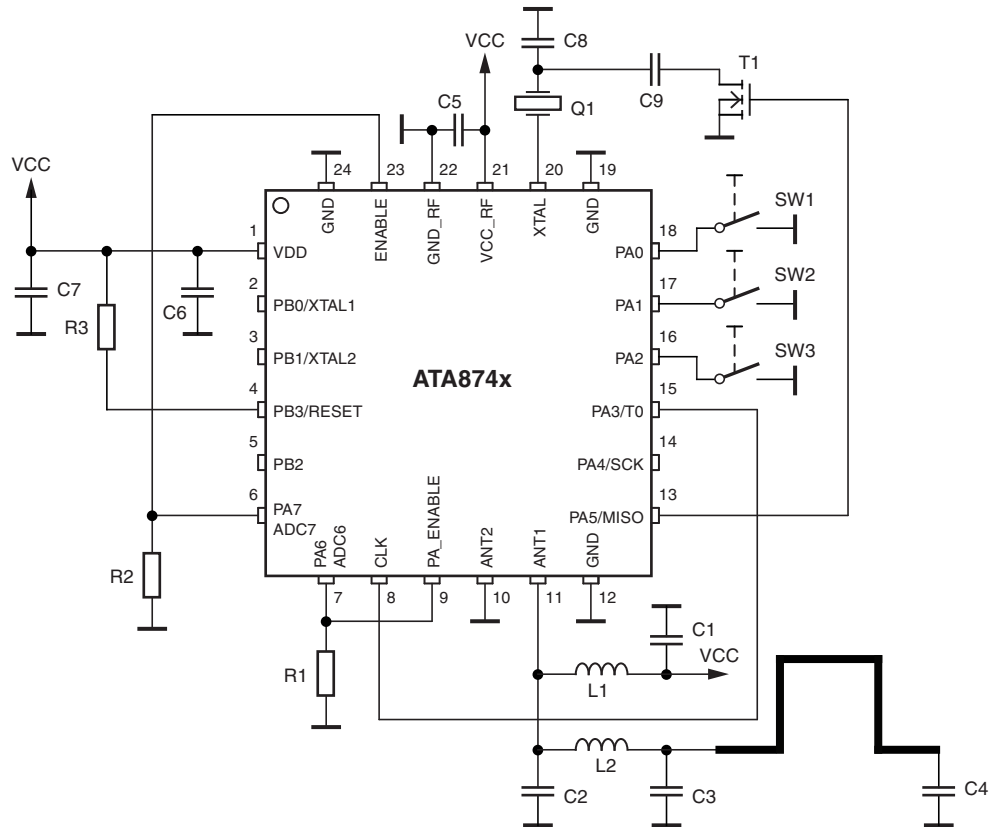 C8
VCC
T1
C9
C5
Q1
VCC
24
23
22
21
20
19
GND
ENABLE
GND_RF
VCC_RF
XTAL
GND
SW1
1
VDD
18
PA0
C7
C6
R3
2
PB0/XTAL1
17
PA1
SW2
3
PB1/XTAL2
16
PA2
SW3
ATA874x
4
PB3/RESET
15
PA3/T0
5
PB2
14
PA4/SCK
6
PA7
ADC7
13
PA5/MISO
PA6
ADC6
CLK
PA_ENABLE
ANT2
ANT1
GND
R2
7
8
9
10
11
12
C1
R1
L1
VCC
L2
C2
C3
C4